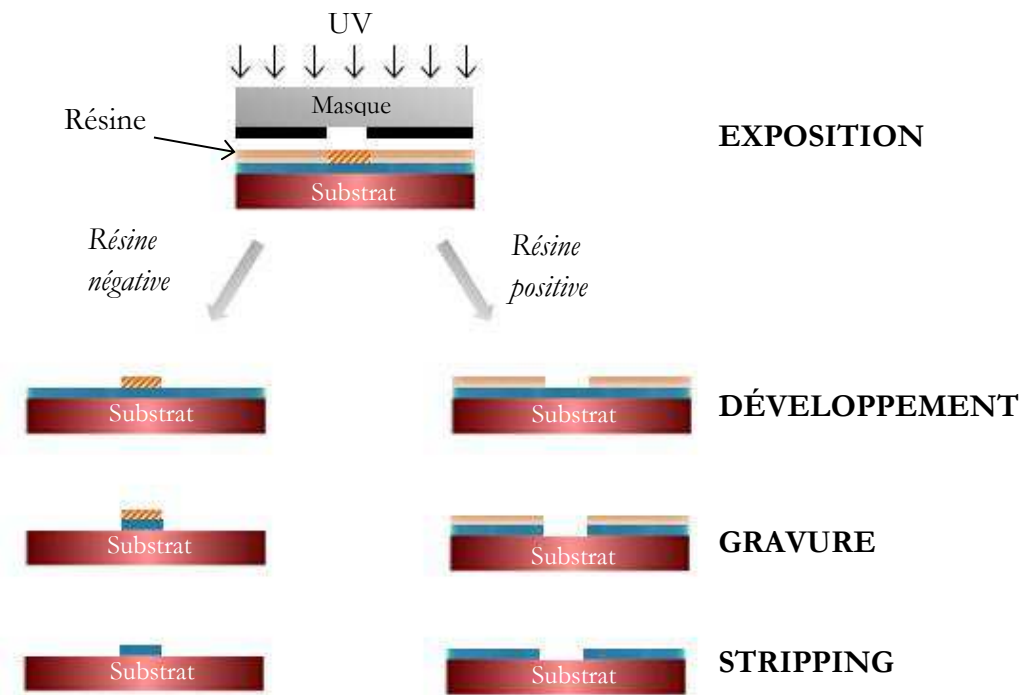 UV
Masque
Résine
EXPOSITION
Substrat
Résine
négative
Résine
positive
Substrat
Substrat
DÉVELOPPEMENT
Substrat
Substrat
GRAVURE
Substrat
Substrat
STRIPPING